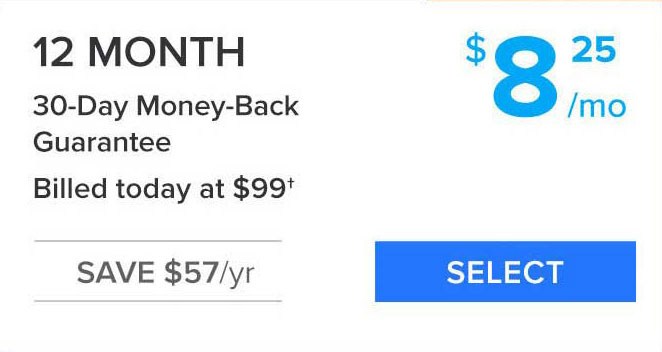 12 MONTH
$8 25 /mo
30-Day Money-Back
Guarantee
Billed today at $99†
SAVE $57/yr
SELECT